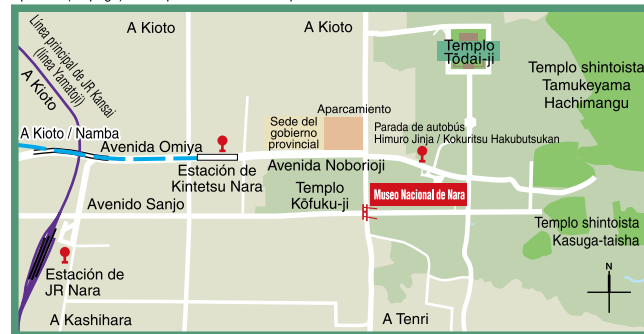 A Kioto
A Kioto
Línea principal de JR Kansai
(línea Yamatoji)
A Kioto
Templo
Tōdai-ji
Templo shintoista
Tamukeyama
Hachimangu
Aparcamiento
Sede del
gobierno
provincial
Parada de autobús
Himuro Jinja / Kokuritsu Hakubutsukan
A Kioto / Namba
Avenida Omiya
Estación de
Kintetsu Nara
Avenida Noborioji
Templo
Kōfuku-ji
Museo Nacional de Nara
Avenido Sanjo
Templo shintoista
Kasuga-taisha
Estación de
JR Nara
N
A Kashihara
A Tenri